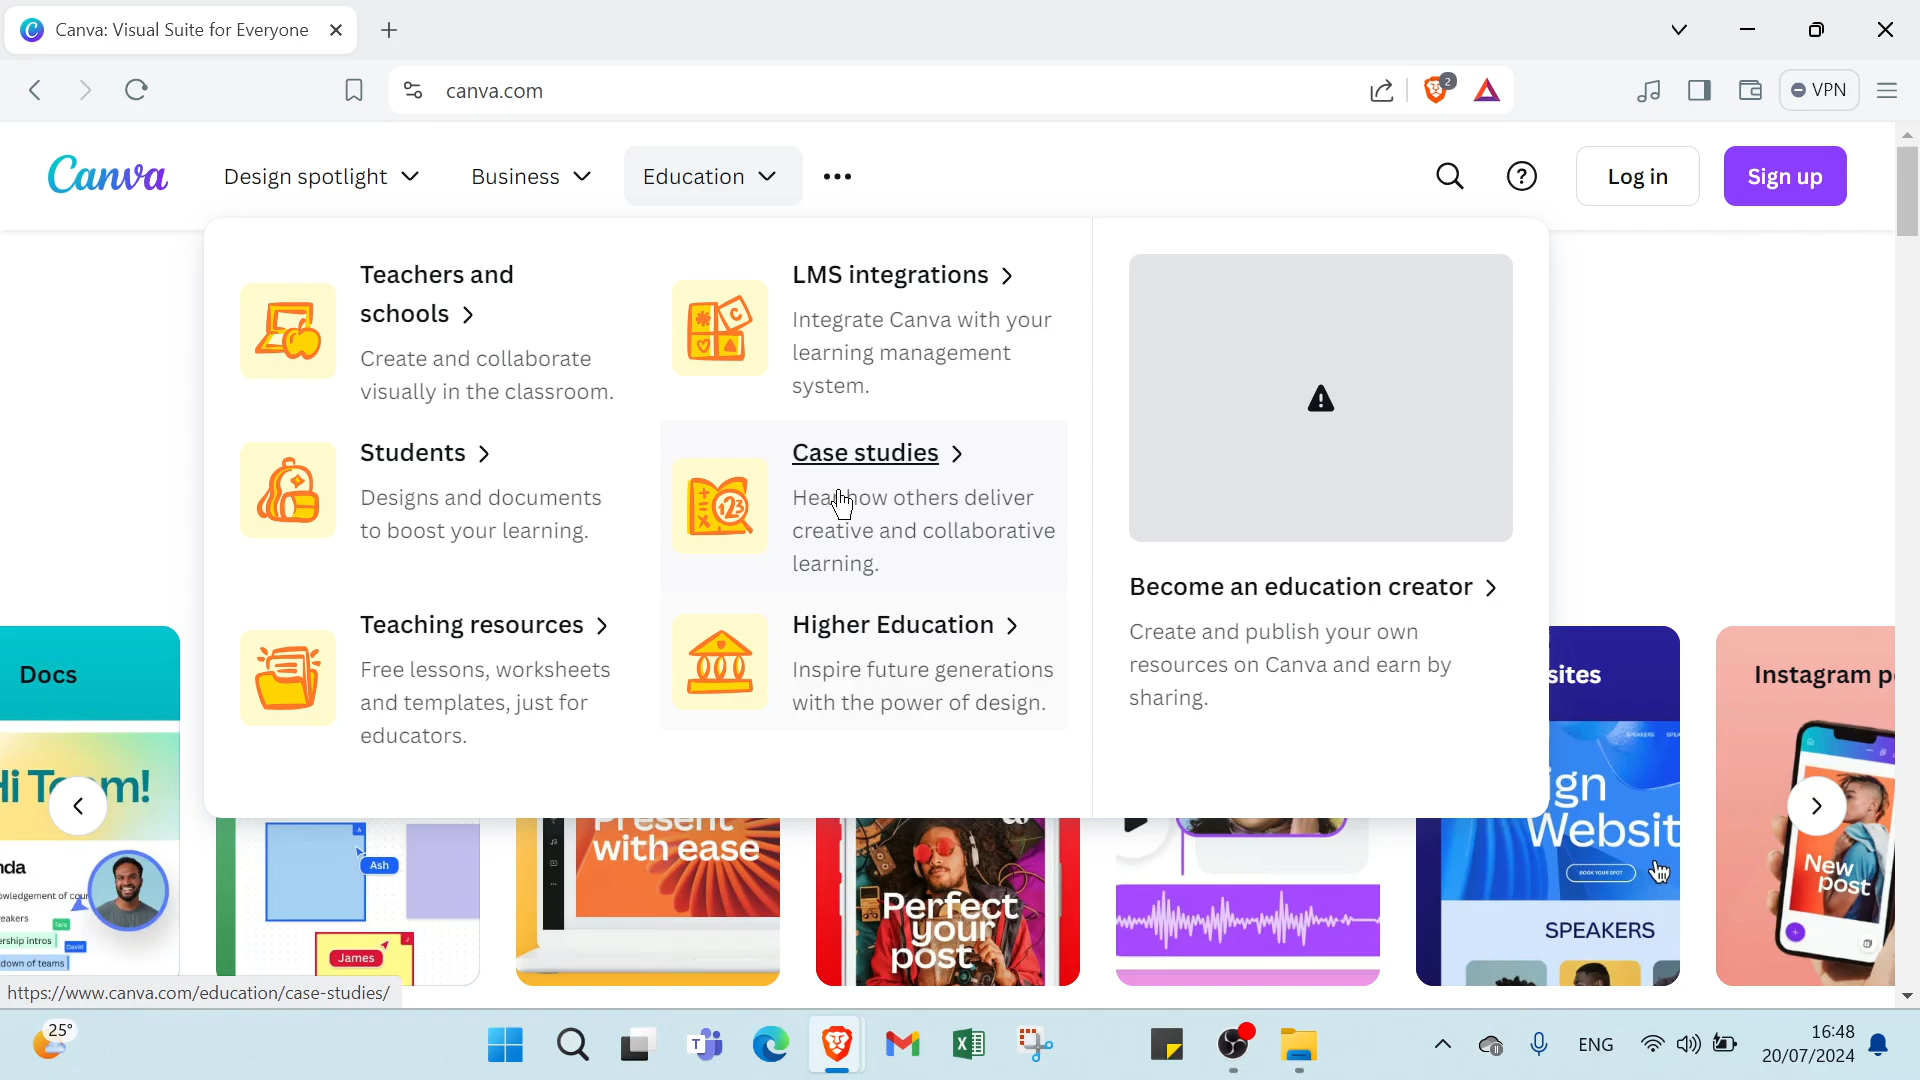 Canva: Visual Suite for Everyone
canva.com
2
VPN
Canva
Design spotlight
Business
Education
Log in
Sign up
Teachers and
schools
Create and collaborate
visually in the classroom.
LMS integrations
Integrate Canva with your
learning management
system.
Students
Designs and documents
to boost your learning.
Case studies
Hear how others deliver
creative and collaborative
learning.
Teaching resources
Free lessons, worksheets
and templates, just for
educators.
Higher Education
Inspire future generations
with the power of design.
Become an education creator
Create and publish your own
resources on Canva and earn by
sharing.
Docs
Ash
James
Present
with ease
Perfect
your
post
sites
ign
Websit
BOOK YOUR SPOT
SPEAKERS
Instagram p
New
post
https://www.canva.com/education/case-studies/
25°
ENG
16:48
20/07/2024